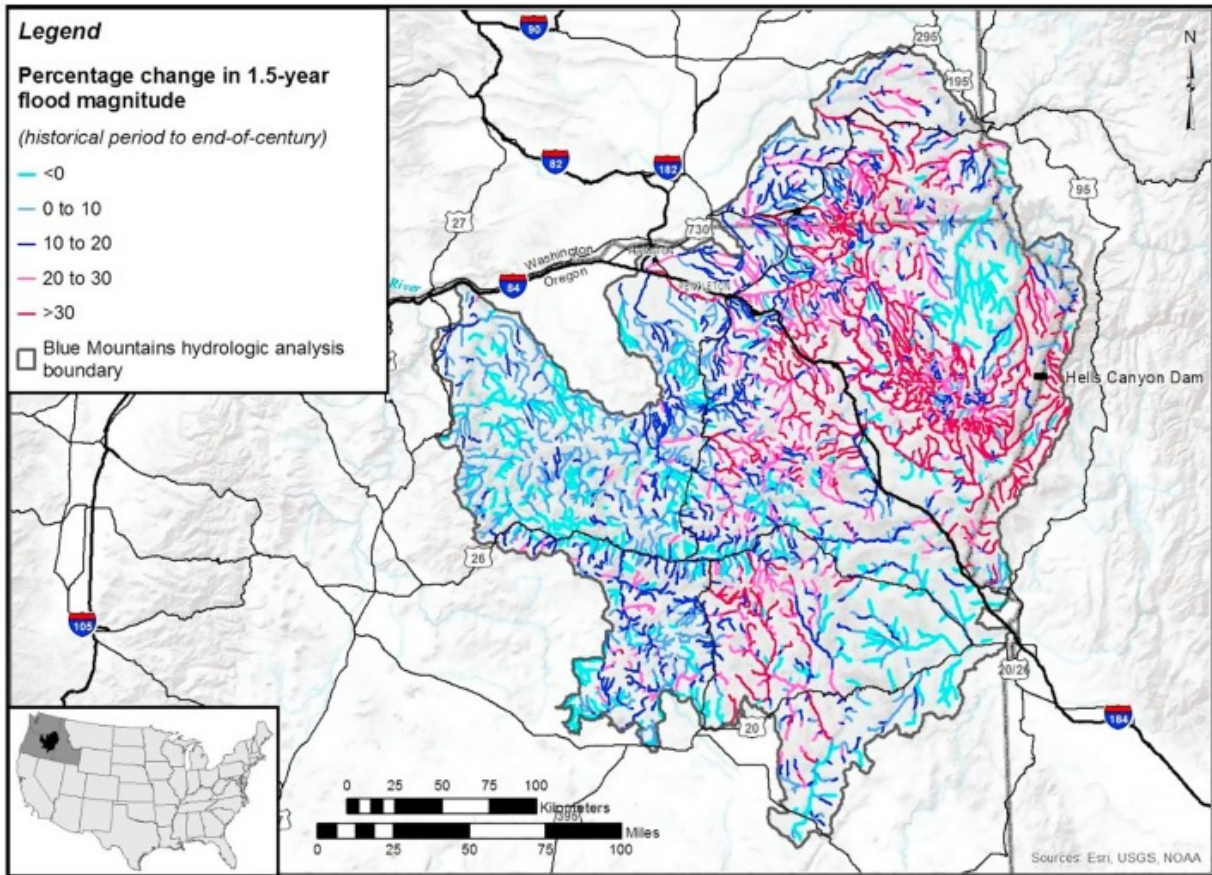 Legend
Percentage change in 1.5-year
flood magnitude
(historical period to end-of-century)
<0
0 to 10
10 to 20
20 to 30
>30
Blue Mountains hydrologic analysis
boundary
90
295
195
N
82
182
95
27
730
Washington
Oregon
River
84
PENDLETON
Hells Canyon Dam
26
105
20/26
20
184
0 25 50 75 100
Kilometers
395
Miles
0 25 50 75 100
Sources: Esri, USGS, NOAA